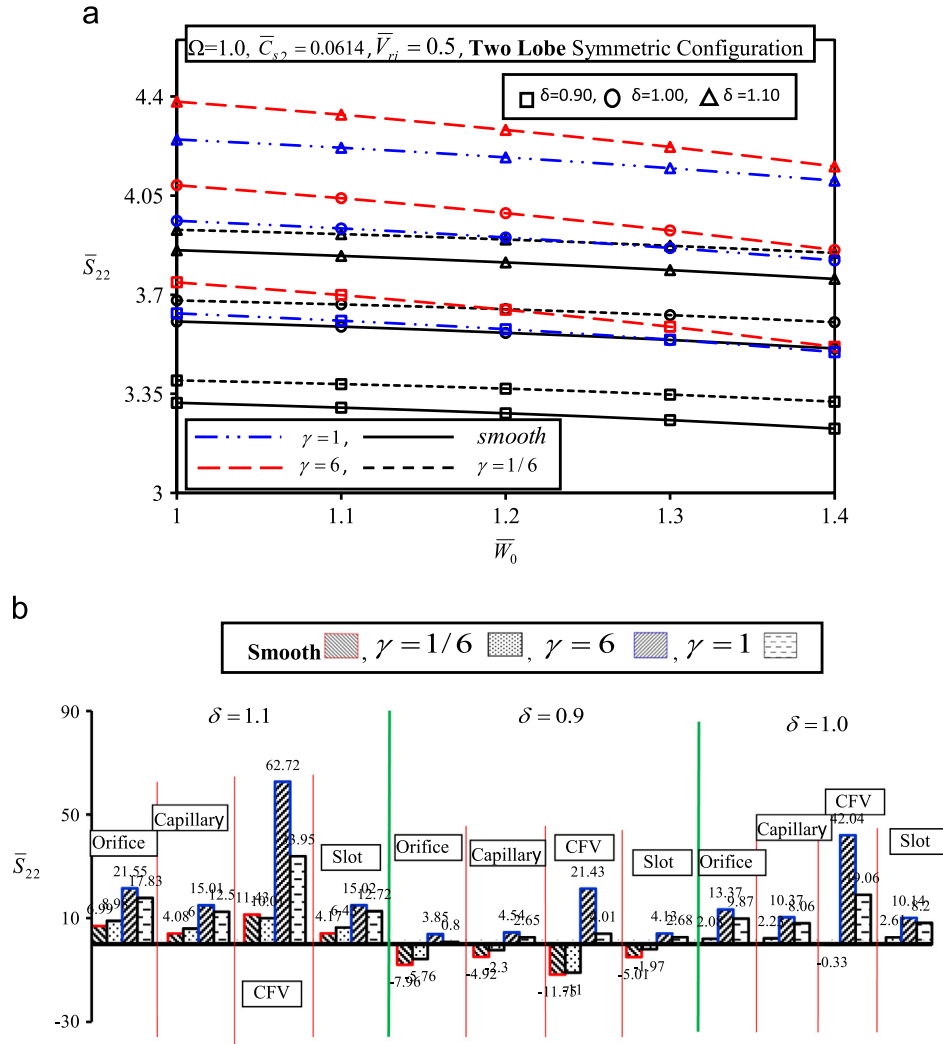 a
Ω=1.0, C̅s2 = 0.0614, V̅ri = 0.5, Two Lobe Symmetric Configuration
δ=0.90, δ=1.00, δ =1.10
4.4
4.05
S̅22
3.7
3.35
3
γ = 1, smooth
γ = 6, γ = 1/6
1 1.1 1.2 1.3 1.4
W̅0
b
Smooth , γ = 1/6 , γ = 6 , γ = 1
90
δ = 1.1 δ = 0.9 δ = 1.0
62.72
50
CFV
42.04
Capillary Capillary
Orifice Orifice CFV Orifice Slot
Slot Capillary Slot
S̅22
21.55 17.83
4.08 15.01
11.43
4.17 15.02 12.72
3.85 0.8
4.54
21.43
4.13
13.37 9.87
10.37 8.06
10.14 8.2
10
-7.96 -5.76
-4.92 -2.3
-11.75
-5.01 -1.97
-0.33
CFV
-30